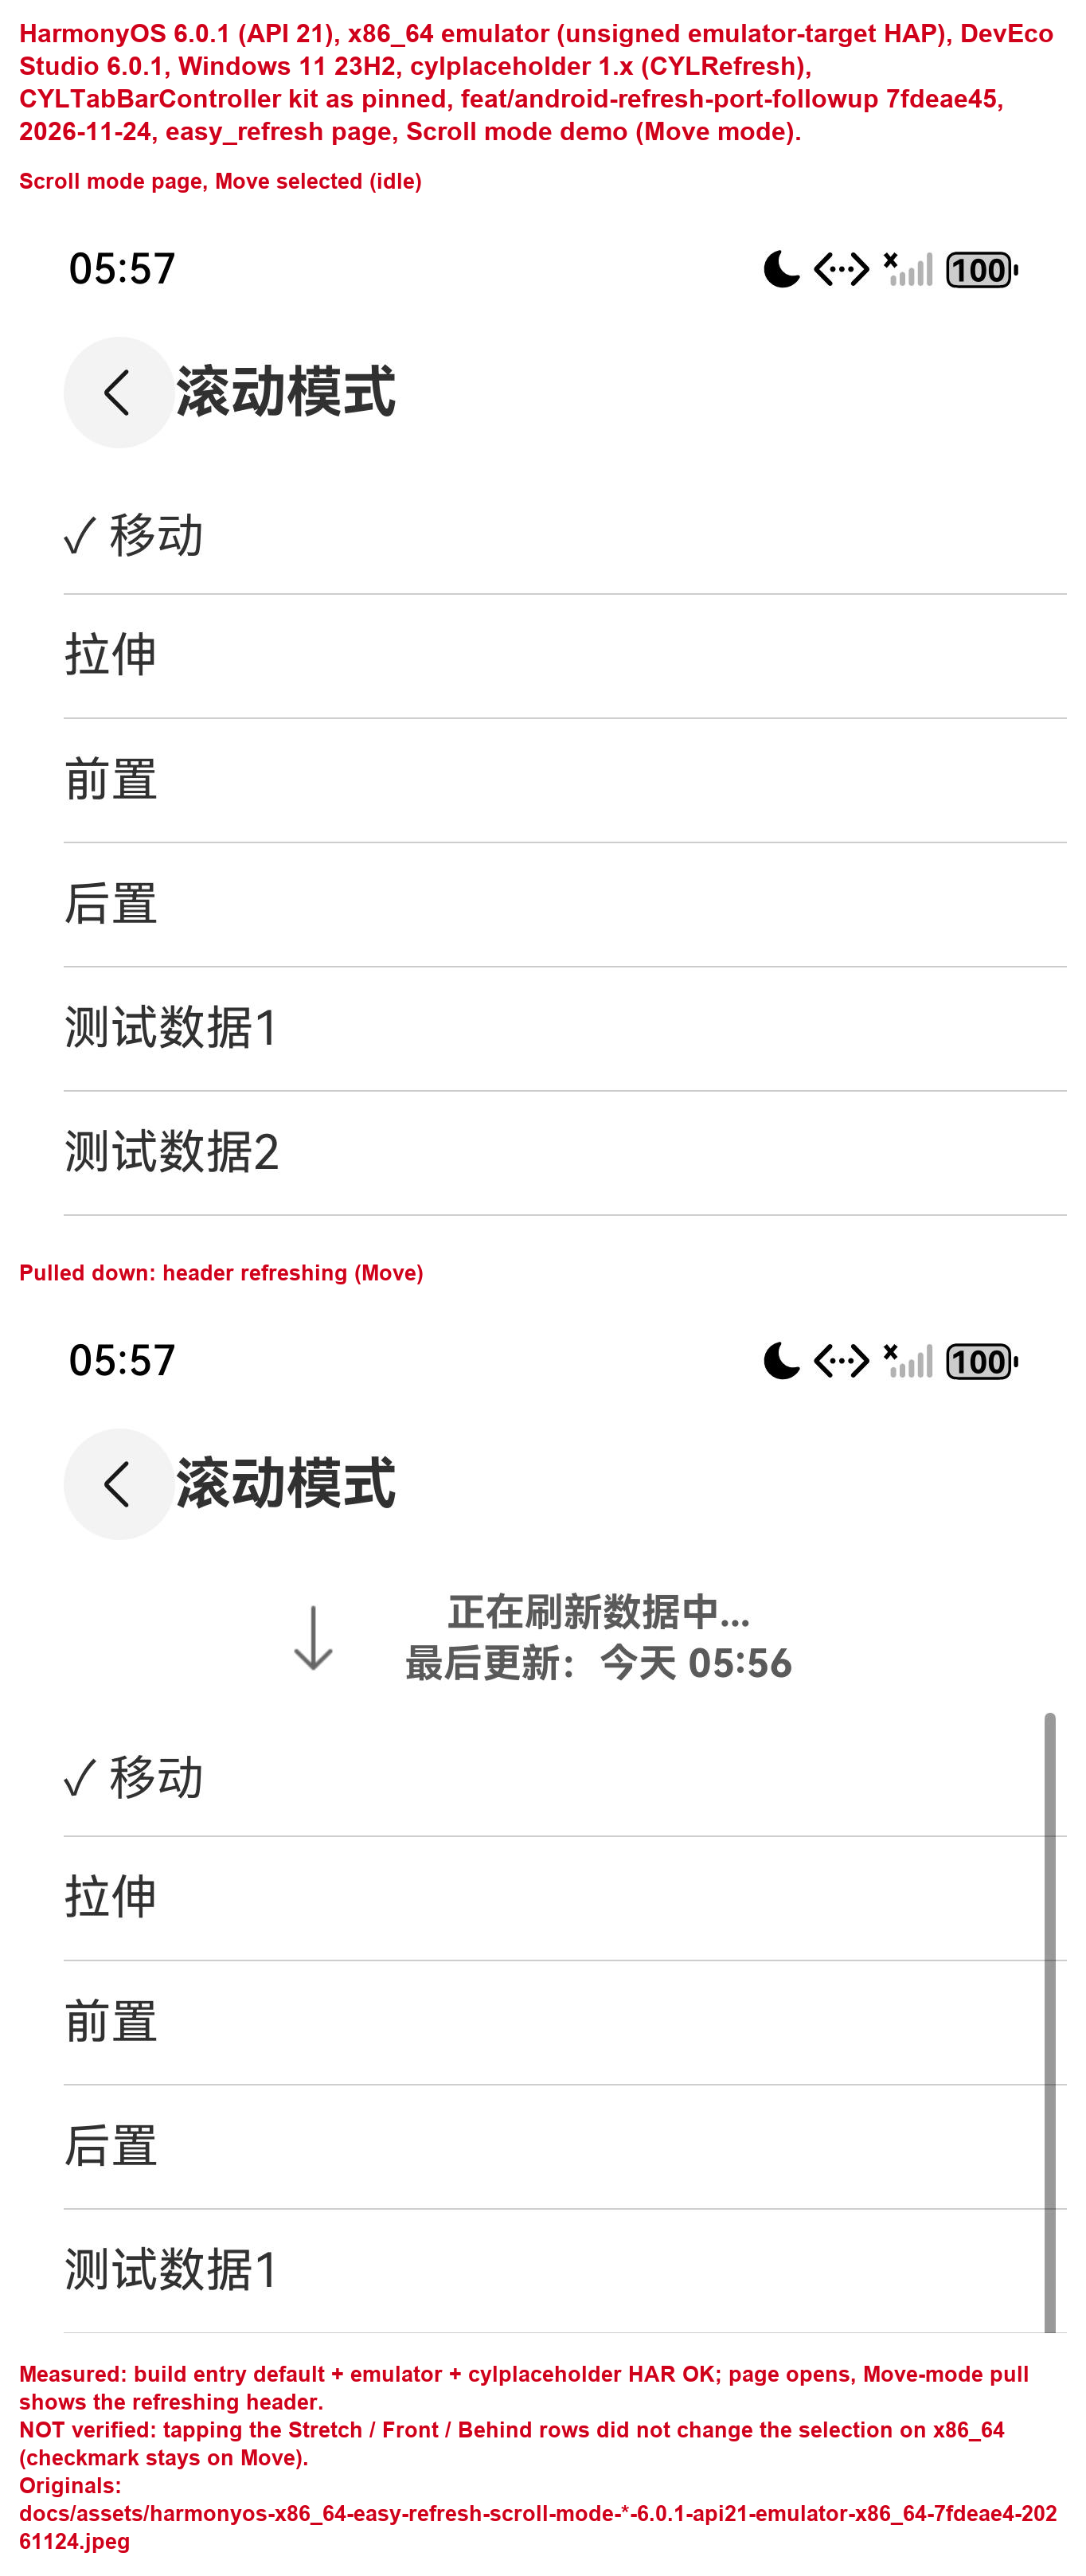 HarmonyOS 6.0.1 (API 21), x86_64 emulator (unsigned emulator-target HAP), DevEco
Studio 6.0.1, Windows 11 23H2, cylplaceholder 1.x (CYLRefresh),
CYLTabBarController kit as pinned, feat/android-refresh-port-followup 7fdeae45,
2026-11-24, easy_refresh page, Scroll mode demo (Move mode).
Scroll mode page, Move selected (idle)
05:57
100
滚动模式
✓ 移动
拉伸
前置
后置
测试数据1
测试数据2
Pulled down: header refreshing (Move)
05:57
100
滚动模式
正在刷新数据中...
最后更新：今天 05:56
✓ 移动
拉伸
前置
后置
测试数据1
Measured: build entry default + emulator + cylplaceholder HAR OK; page opens, Move-mode pull
shows the refreshing header.
NOT verified: tapping the Stretch / Front / Behind rows did not change the selection on x86_64
(checkmark stays on Move).
Originals:
docs/assets/harmonyos-x86_64-easy-refresh-scroll-mode-*-6.0.1-api21-emulator-x86_64-7fdeae4-202
61124.jpeg